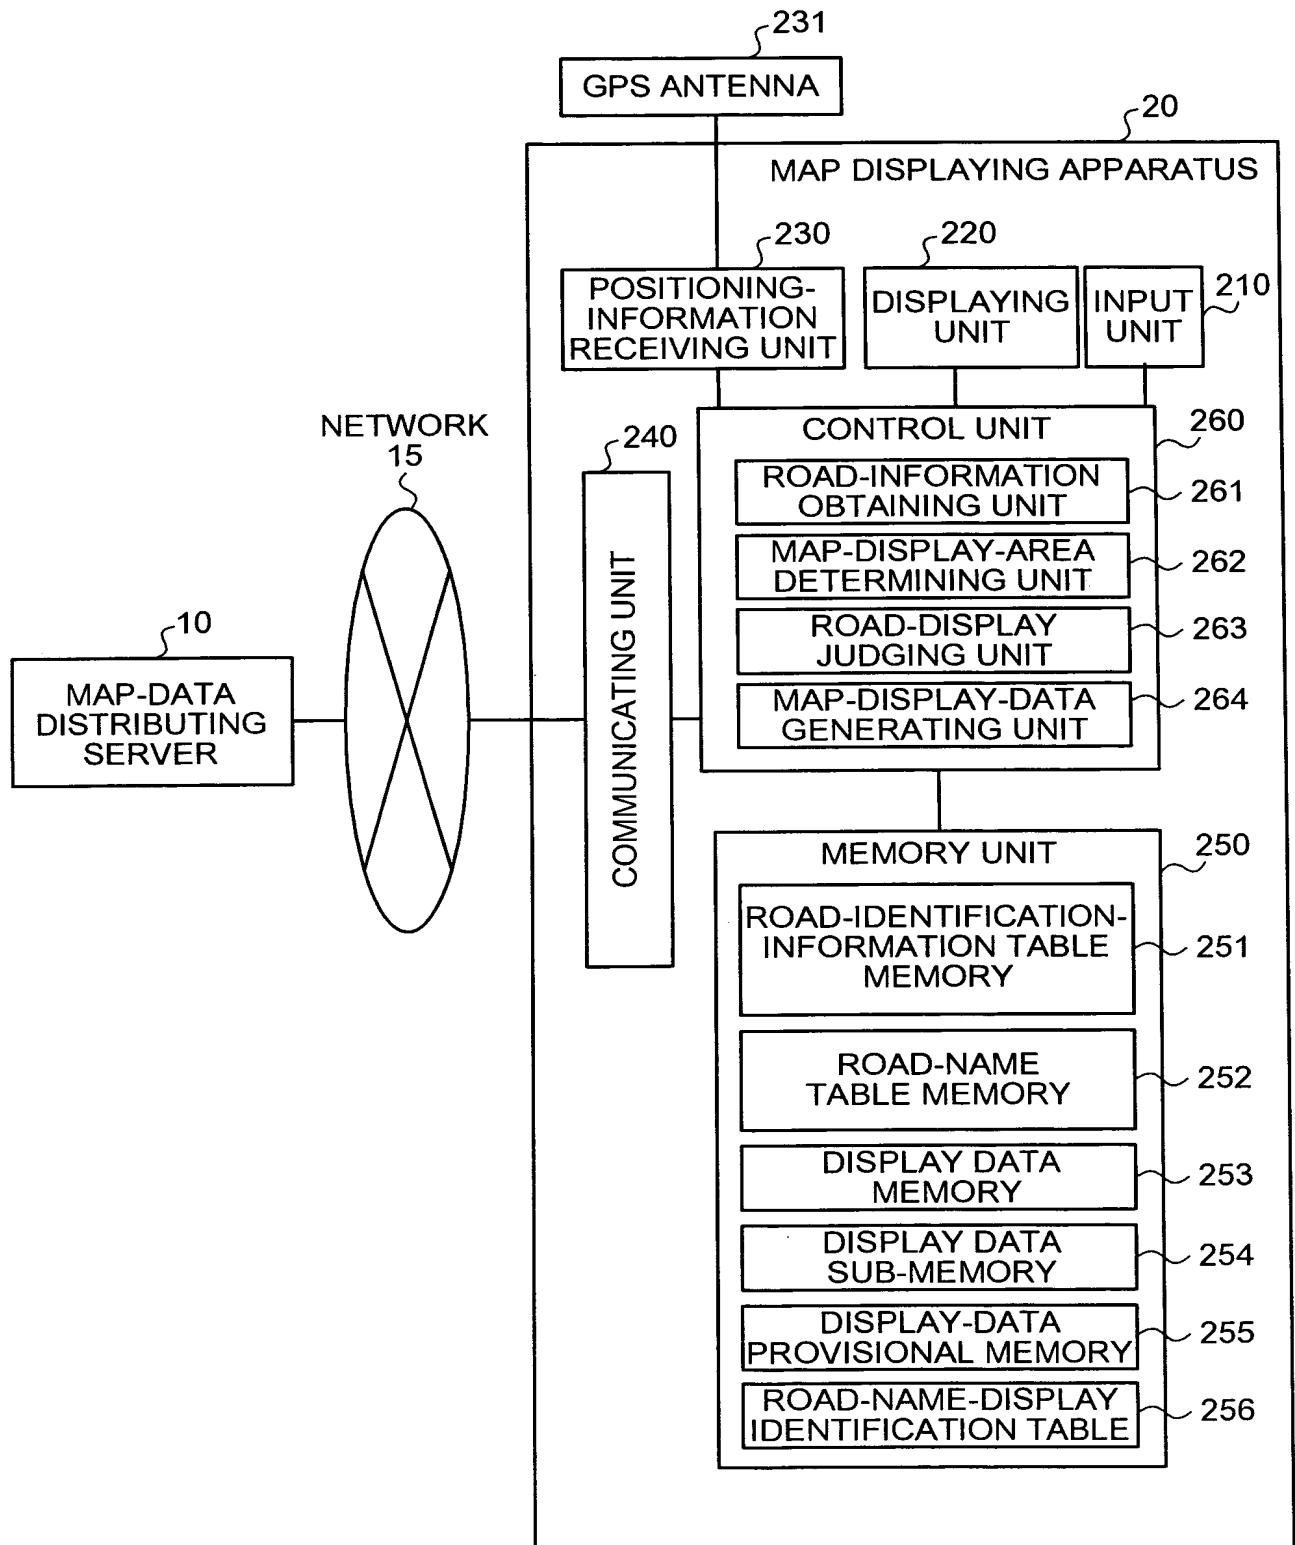 231
GPS ANTENNA
20
MAP DISPLAYING APPARATUS
230
220
210
POSITIONING-
INFORMATION
RECEIVING UNIT
DISPLAYING
UNIT
INPUT
UNIT
NETWORK
15
240
CONTROL UNIT
260
ROAD-INFORMATION
OBTAINING UNIT
261
MAP-DISPLAY-AREA
DETERMINING UNIT
262
ROAD-DISPLAY
JUDGING UNIT
263
MAP-DISPLAY-DATA
GENERATING UNIT
264
COMMUNICATING UNIT
10
MAP-DATA
DISTRIBUTING
SERVER
MEMORY UNIT
250
ROAD-IDENTIFICATION-
INFORMATION TABLE
MEMORY
251
ROAD-NAME
TABLE MEMORY
252
DISPLAY DATA
MEMORY
253
DISPLAY DATA
SUB-MEMORY
254
DISPLAY-DATA
PROVISIONAL MEMORY
255
ROAD-NAME-DISPLAY
IDENTIFICATION TABLE
256